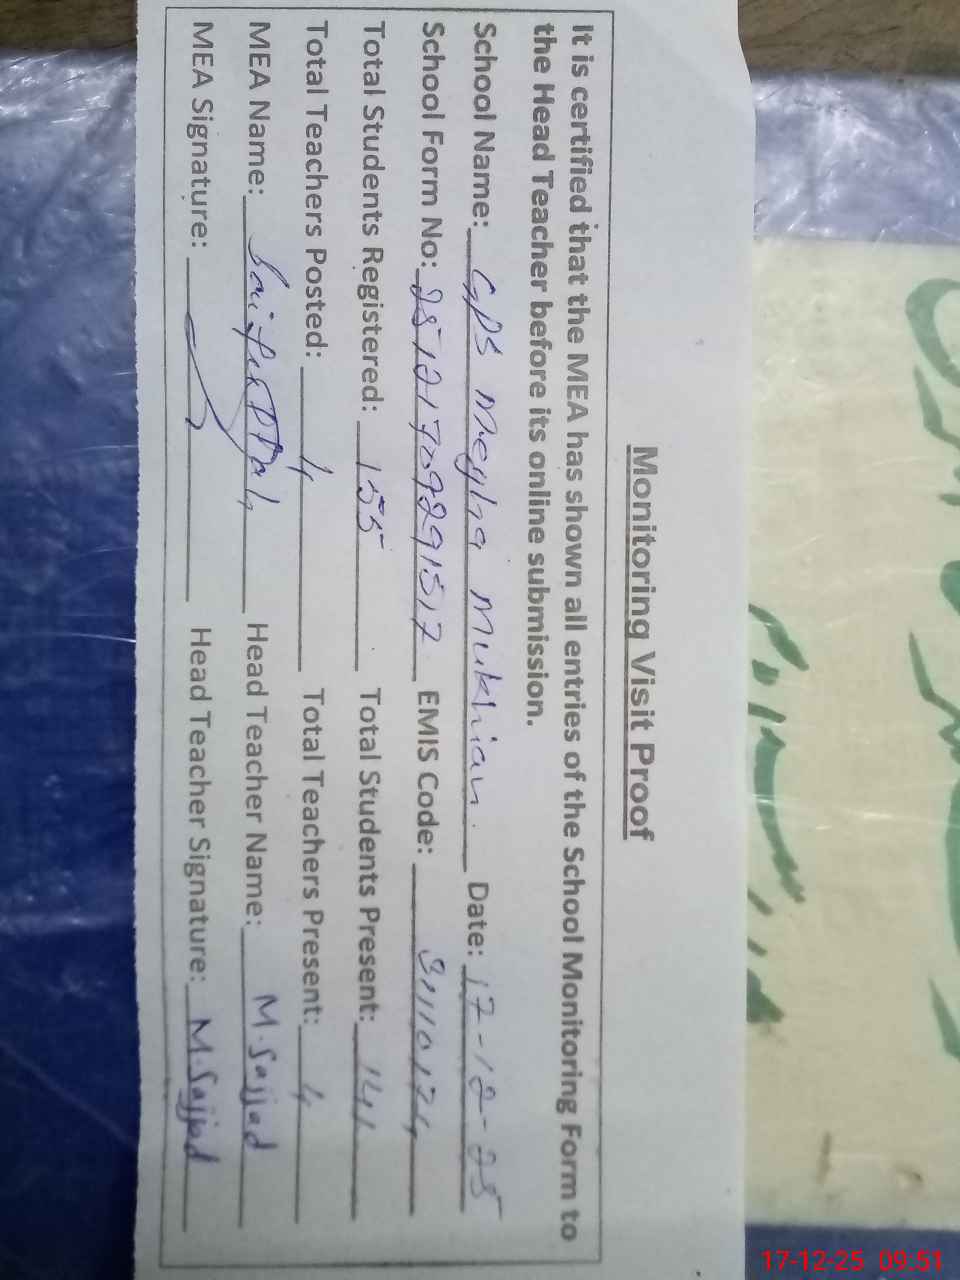 Monitoring Visit Proof
It is certified that the MEA has shown all entries of the School Monitoring Form to
the Head Teacher before its online submission.
School Name: GPS Megha Mukhian. Date: 17-12-25
School Form No: 25121709291517 EMIS Code: 31110124
Total Students Registered: 155 Total Students Present: 141
Total Teachers Posted: 4 Total Teachers Present: 4
MEA Name: Head Teacher Name: M.Sajjad
MEA Signature: Head Teacher Signature: M.Sajjad
17-12-25 09:51